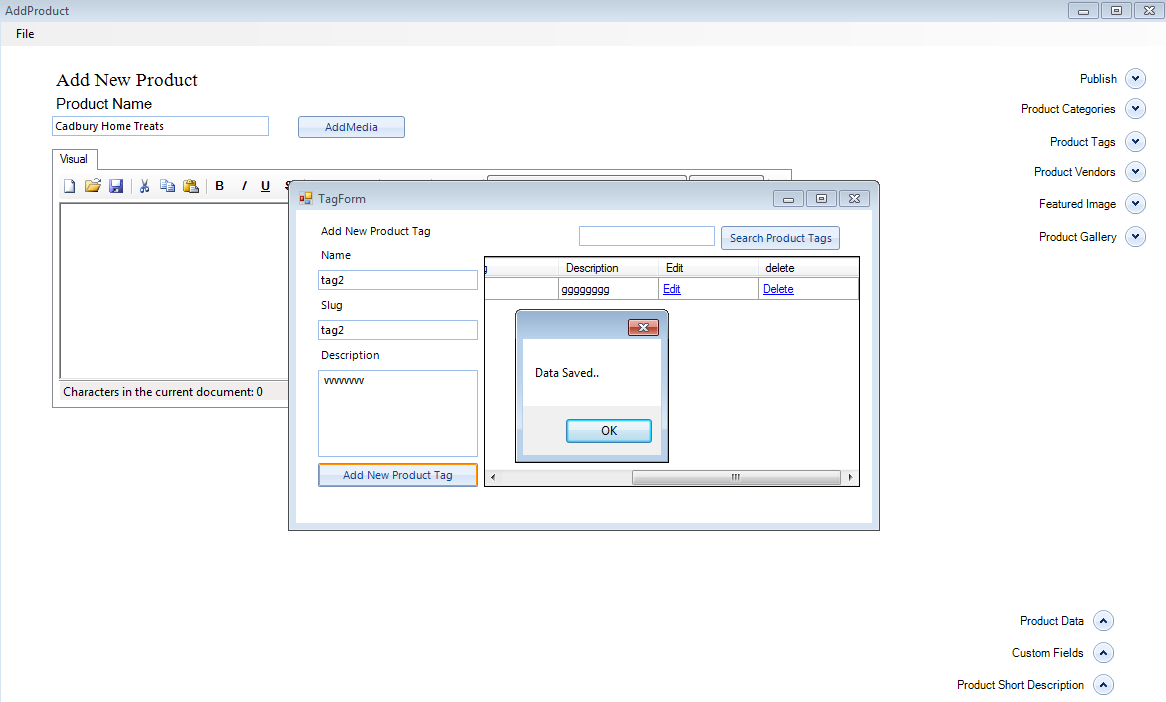 AddProduct
File
Add New Product
Product Name
Cadbury Home Treats
AddMedia
Visual
B I U
Characters in the current document: 0
Publish
Product Categories
Product Tags
Product Vendors
Featured Image
Product Gallery
TagForm
Add New Product Tag
Search Product Tags
Name
tag2
Slug
tag2
Description
vvvvvvvv
Add New Product Tag
Description Edit delete
gggggggg Edit Delete
Data Saved..
OK
Product Data
Custom Fields
Product Short Description